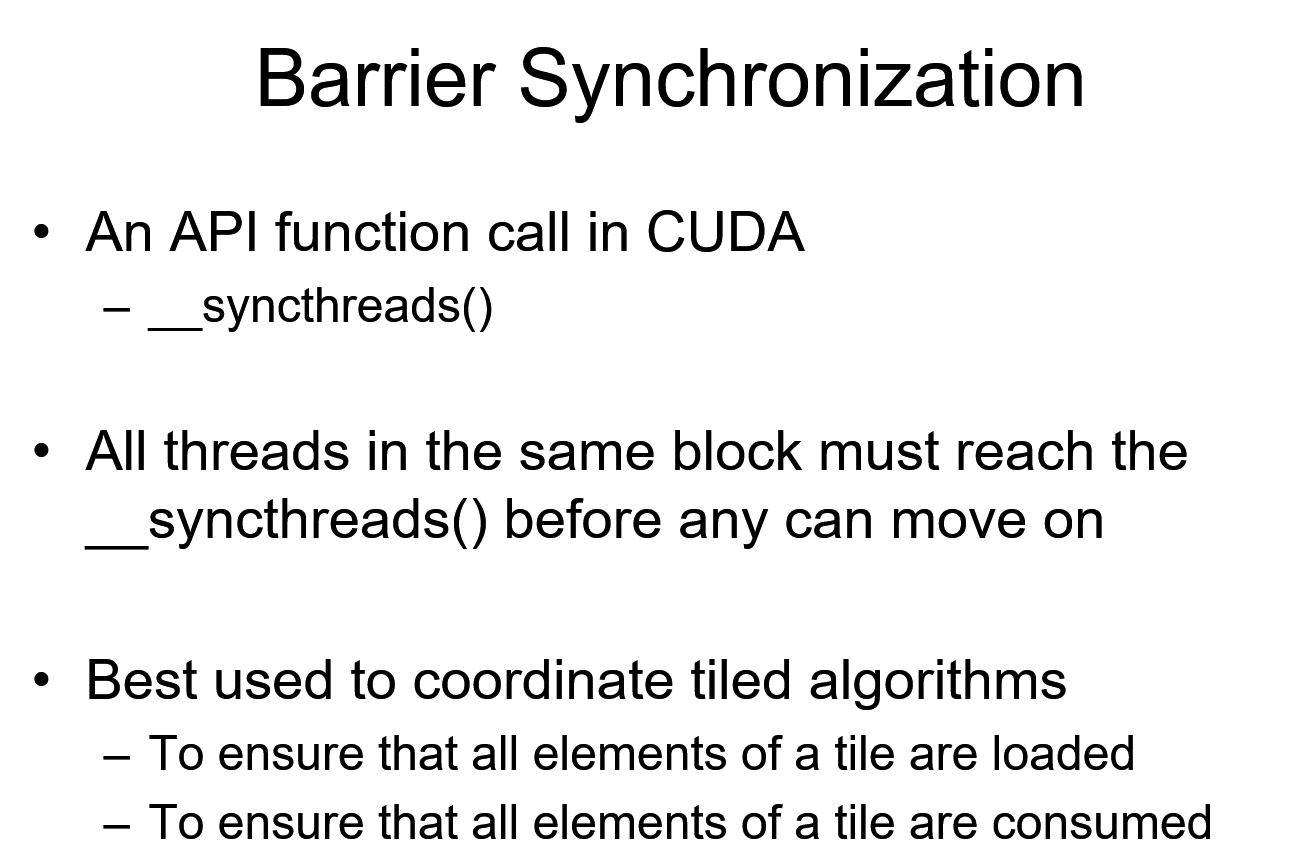 Barrier Synchronization
• An API function call in CUDA
– __syncthreads()
• All threads in the same block must reach the
__syncthreads() before any can move on
• Best used to coordinate tiled algorithms
– To ensure that all elements of a tile are loaded
– To ensure that all elements of a tile are consumed